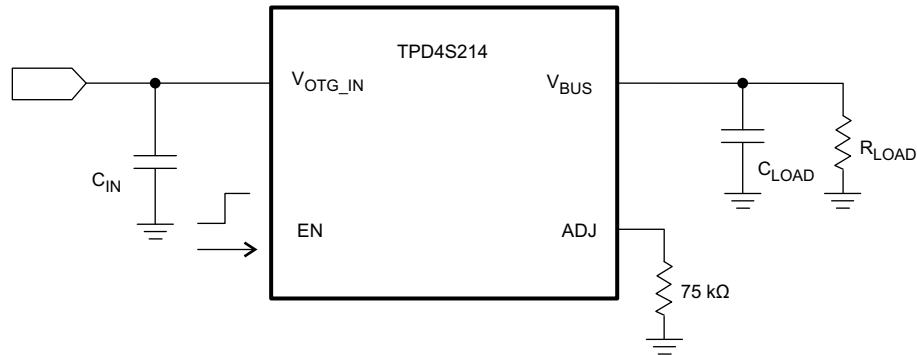 TPD4S214
V_OTG_IN
V_BUS
C_IN
C_LOAD
R_LOAD
EN
ADJ
75 kΩ